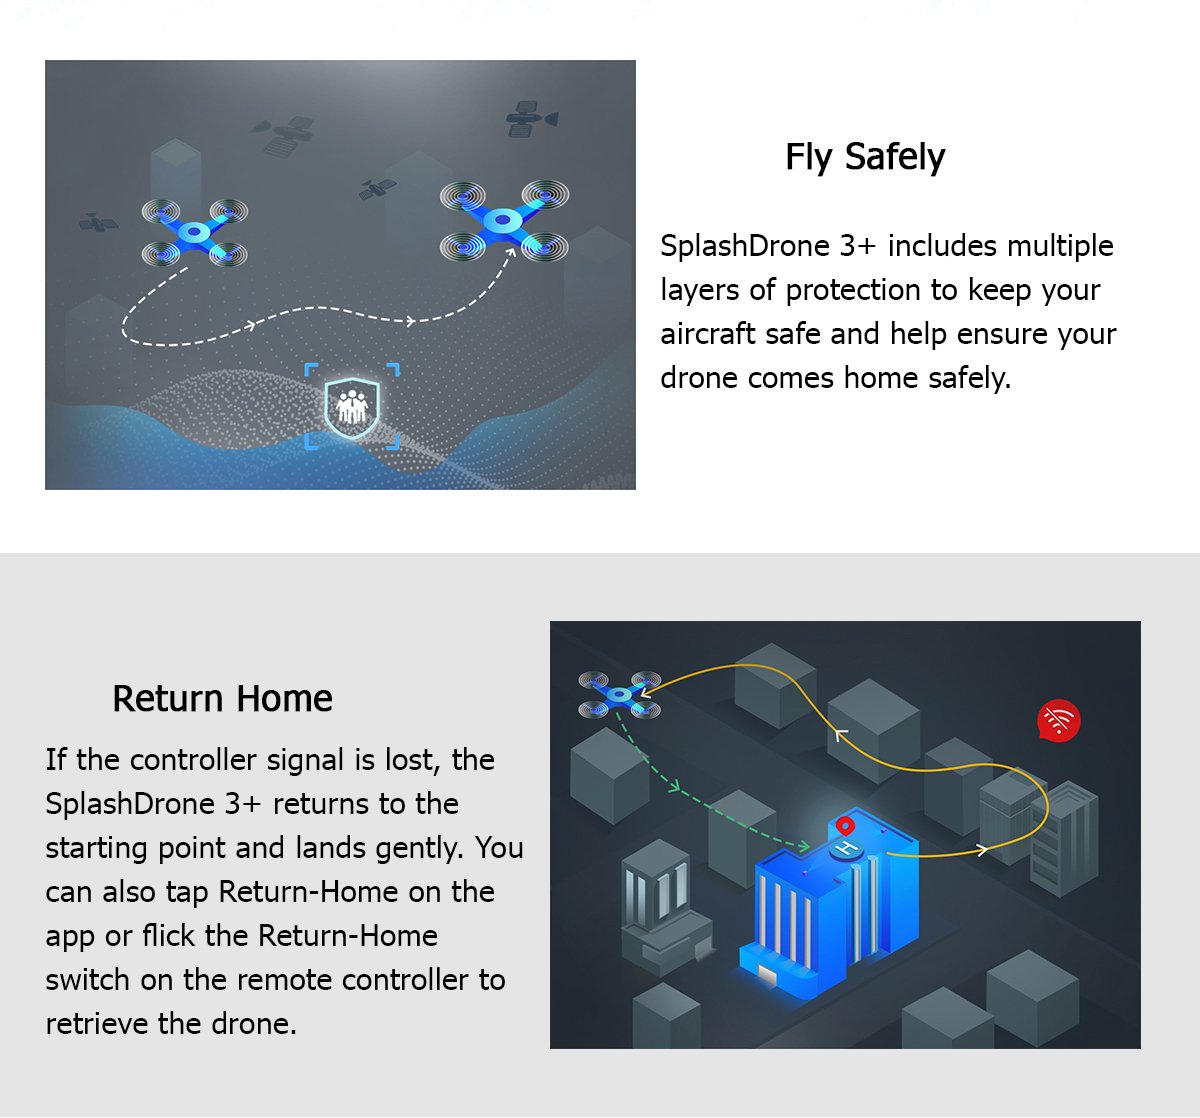 Fly Safely
SplashDrone 3+ includes multiple
layers of protection to keep your
aircraft safe and help ensure your
drone comes home safely.
Return Home
If the controller signal is lost, the
SplashDrone 3+ returns to the
starting point and lands gently. You
can also tap Return-Home on the
app or flick the Return-Home
switch on the remote controller to
retrieve the drone.
H